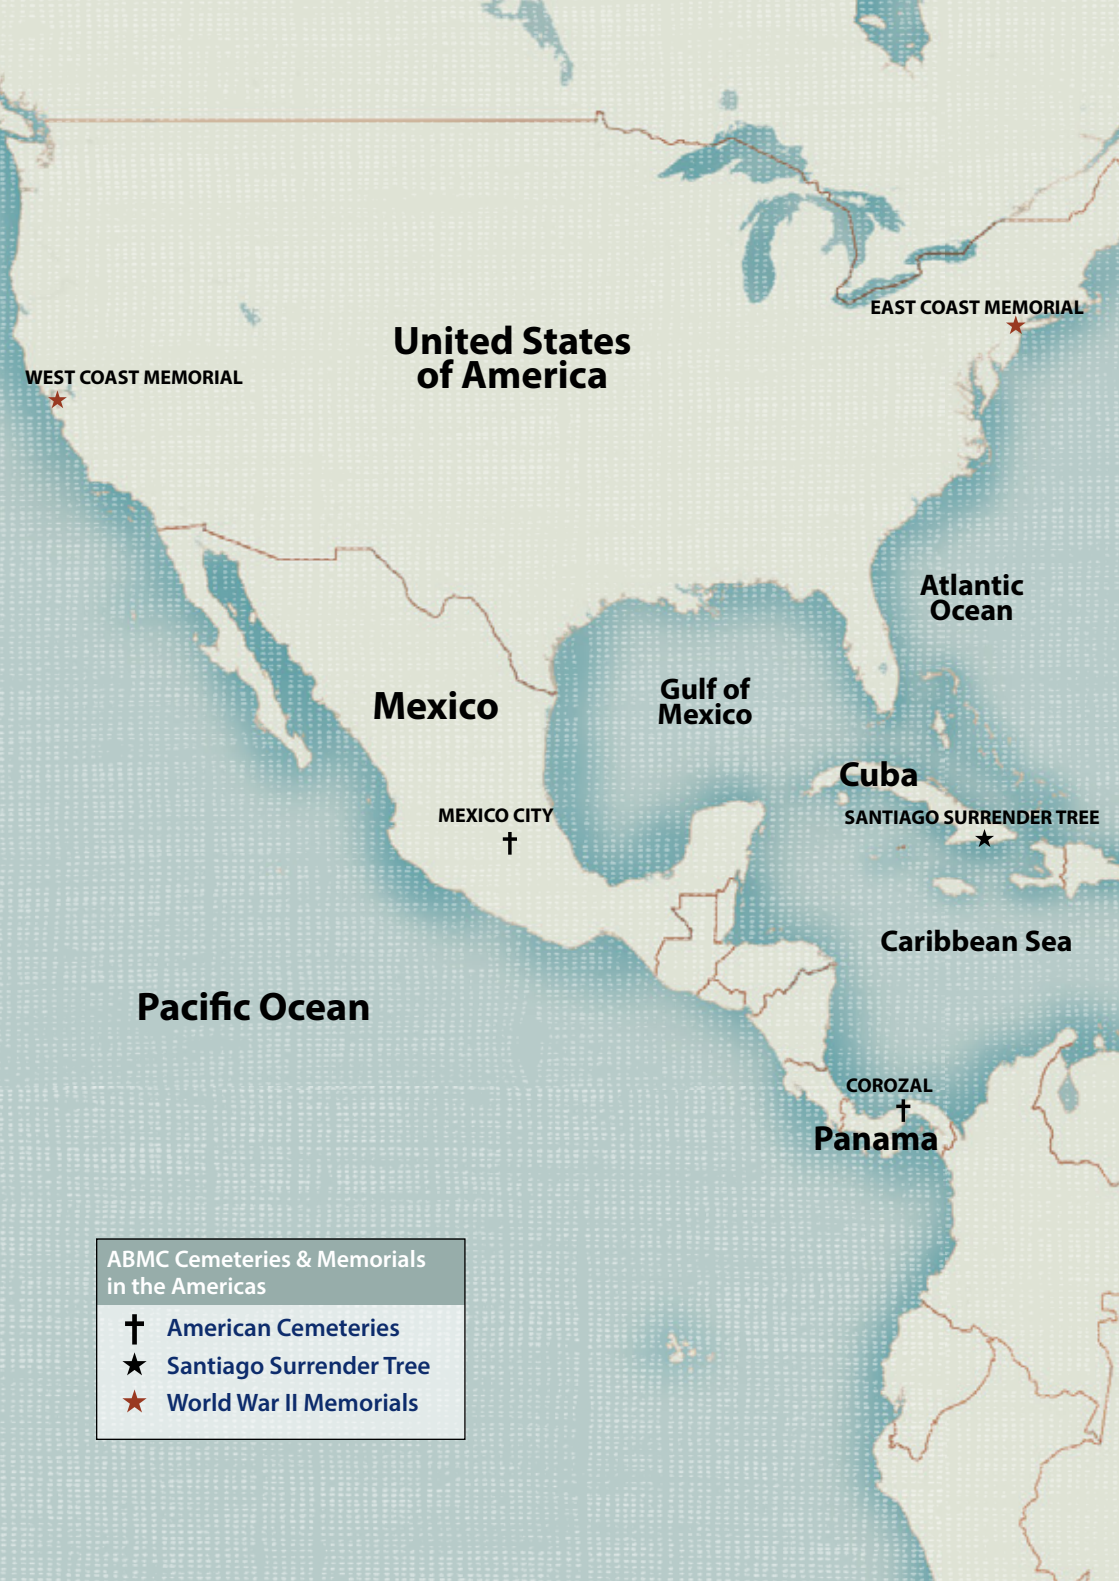 EAST COAST MEMORIAL
United States
of America
WEST COAST MEMORIAL
Atlantic
Ocean
Gulf of
Mexico
Mexico
Cuba
MEXICO CITY
SANTIAGO SURRENDER TREE
Caribbean Sea
Pacific Ocean
COROZAL
Panama
ABMC Cemeteries & Memorials
in the Americas
American Cemeteries
Santiago Surrender Tree
World War II Memorials